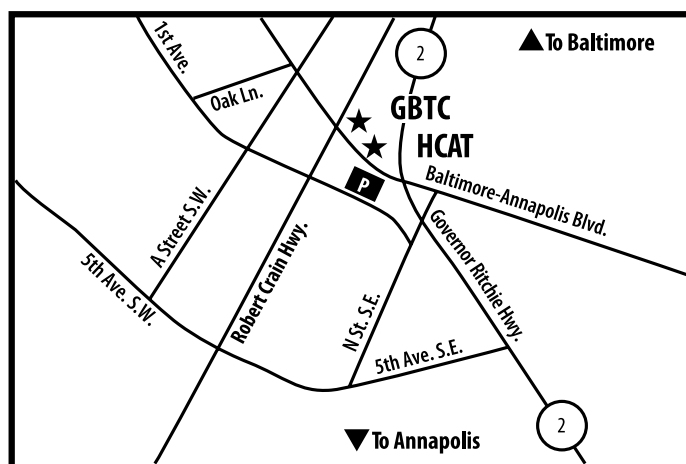 1st Ave.
2
▲To Baltimore
Oak Ln.
GBTC
HCAT
P
Baltimore-Annapolis Blvd.
A Street S.W.
Robert Crain Hwy.
Governor Ritchie Hwy.
5th Ave. S.W.
N St. S.E.
5th Ave. S.E.
2
▼To Annapolis